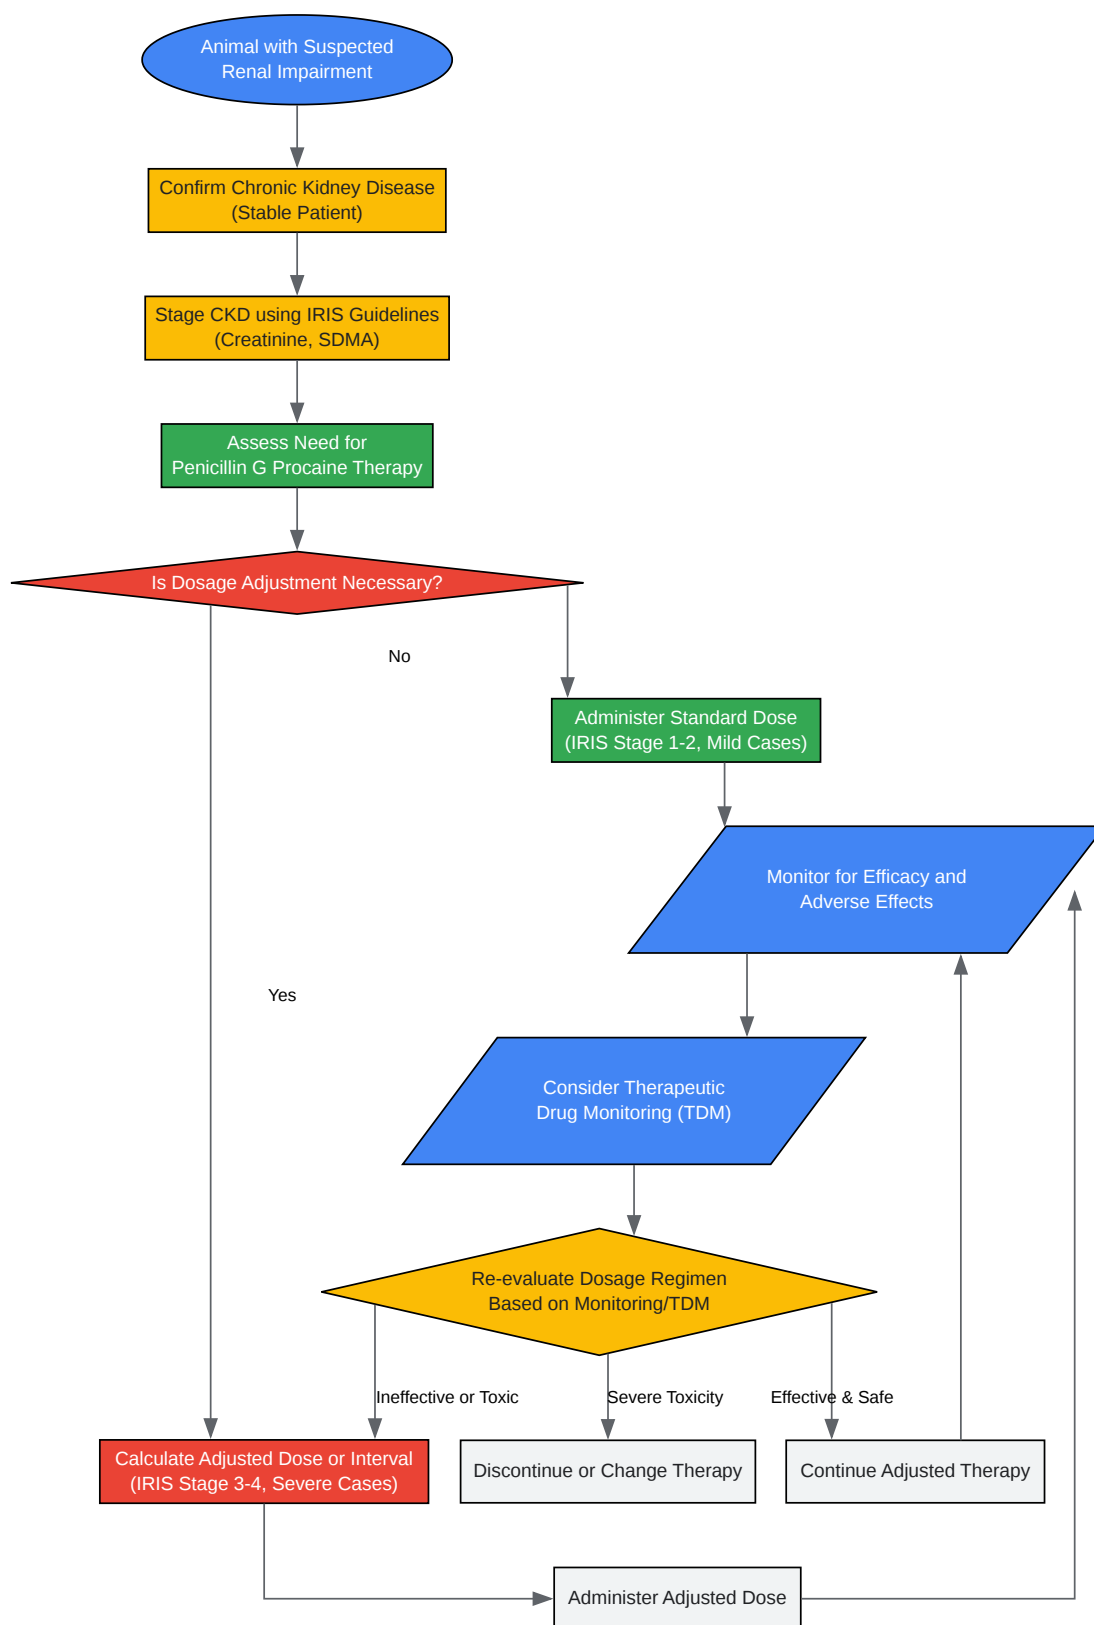 Animal with Suspected
Renal Impairment
Confirm Chronic Kidney Disease
(Stable Patient)
Stage CKD using IRIS Guidelines
(Creatinine, SDMA)
Assess Need for
Penicillin G Procaine Therapy
Is Dosage Adjustment Necessary?
No
Administer Standard Dose
(IRIS Stage 1-2, Mild Cases)
Monitor for Efficacy and
Adverse Effects
Yes
Consider Therapeutic
Drug Monitoring (TDM)
Re-evaluate Dosage Regimen
Based on Monitoring/TDM
Ineffective or Toxic
Severe Toxicity
Effective & Safe
Calculate Adjusted Dose or Interval
(IRIS Stage 3-4, Severe Cases)
Discontinue or Change Therapy
Continue Adjusted Therapy
Administer Adjusted Dose